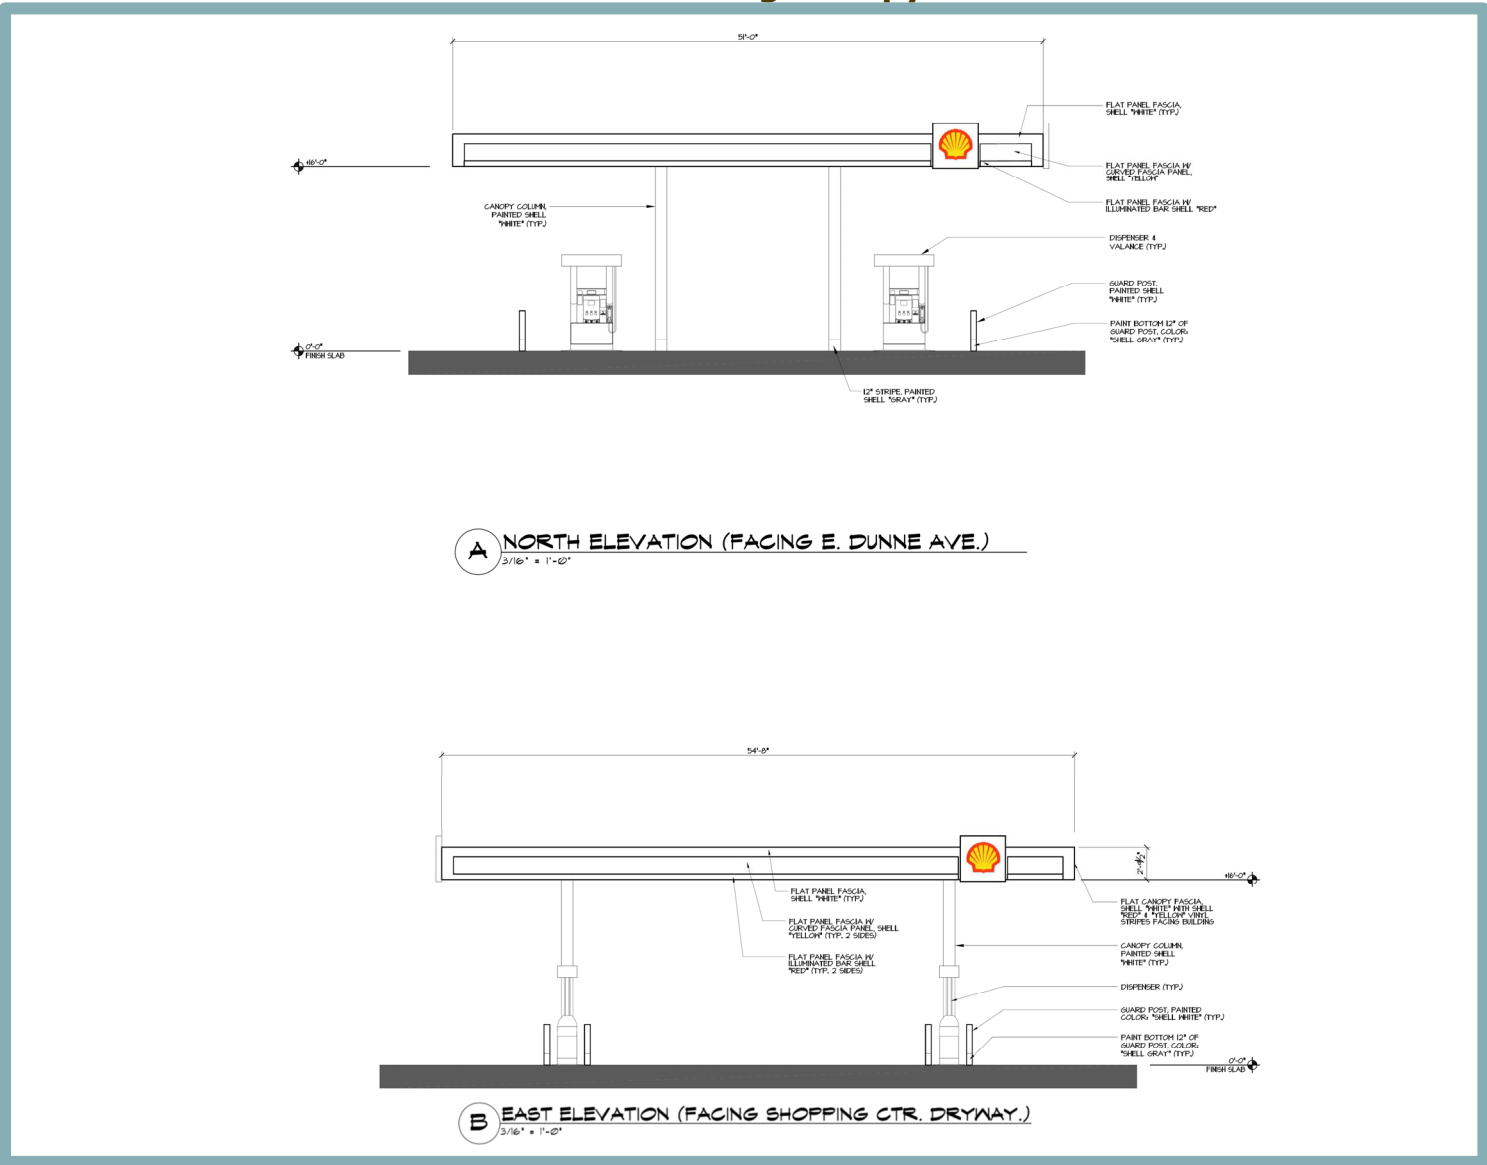 51'-0"
FLAT PANEL FASCIA,
SHELL "WHITE" (TYP.)
+16'-0"
FLAT PANEL FASCIA W/
CURVED FASCIA PANEL,
SHELL "YELLOW"
FLAT PANEL FASCIA W/
ILLUMINATED BAR SHELL "RED"
CANOPY COLUMN,
PAINTED SHELL
"WHITE" (TYP.)
DISPENSER &
VALANCE (TYP.)
GUARD POST,
PAINTED SHELL
"WHITE" (TYP.)
PAINT BOTTOM 12" OF
GUARD POST, COLOR:
"SHELL GRAY" (TYP.)
0'-0"
FINISH SLAB
12" STRIPE, PAINTED
SHELL "GRAY" (TYP.)
A NORTH ELEVATION (FACING E. DUNNE AVE.)
3/16" = 1'-0"
54'-8"
+16'-0"
FLAT PANEL FASCIA,
SHELL "WHITE" (TYP.)
FLAT PANEL FASCIA W/
CURVED FASCIA PANEL, SHELL
"YELLOW" (TYP. 2 SIDES)
FLAT PANEL FASCIA W/
ILLUMINATED BAR SHELL
"RED" (TYP. 2 SIDES)
FLAT CANOPY FASCIA,
SHELL "WHITE" WITH SHELL
"RED" & "YELLOW" VINYL
STRIPES FACING BUILDING
CANOPY COLUMN,
PAINTED SHELL
"WHITE" (TYP.)
DISPENSER (TYP.)
GUARD POST, PAINTED
COLOR: "SHELL WHITE" (TYP.)
PAINT BOTTOM 12" OF
GUARD POST, COLOR:
"SHELL GRAY" (TYP.)
0'-0"
FINISH SLAB
B EAST ELEVATION (FACING SHOPPING CTR. DRYWAY.)
3/16" = 1'-0"